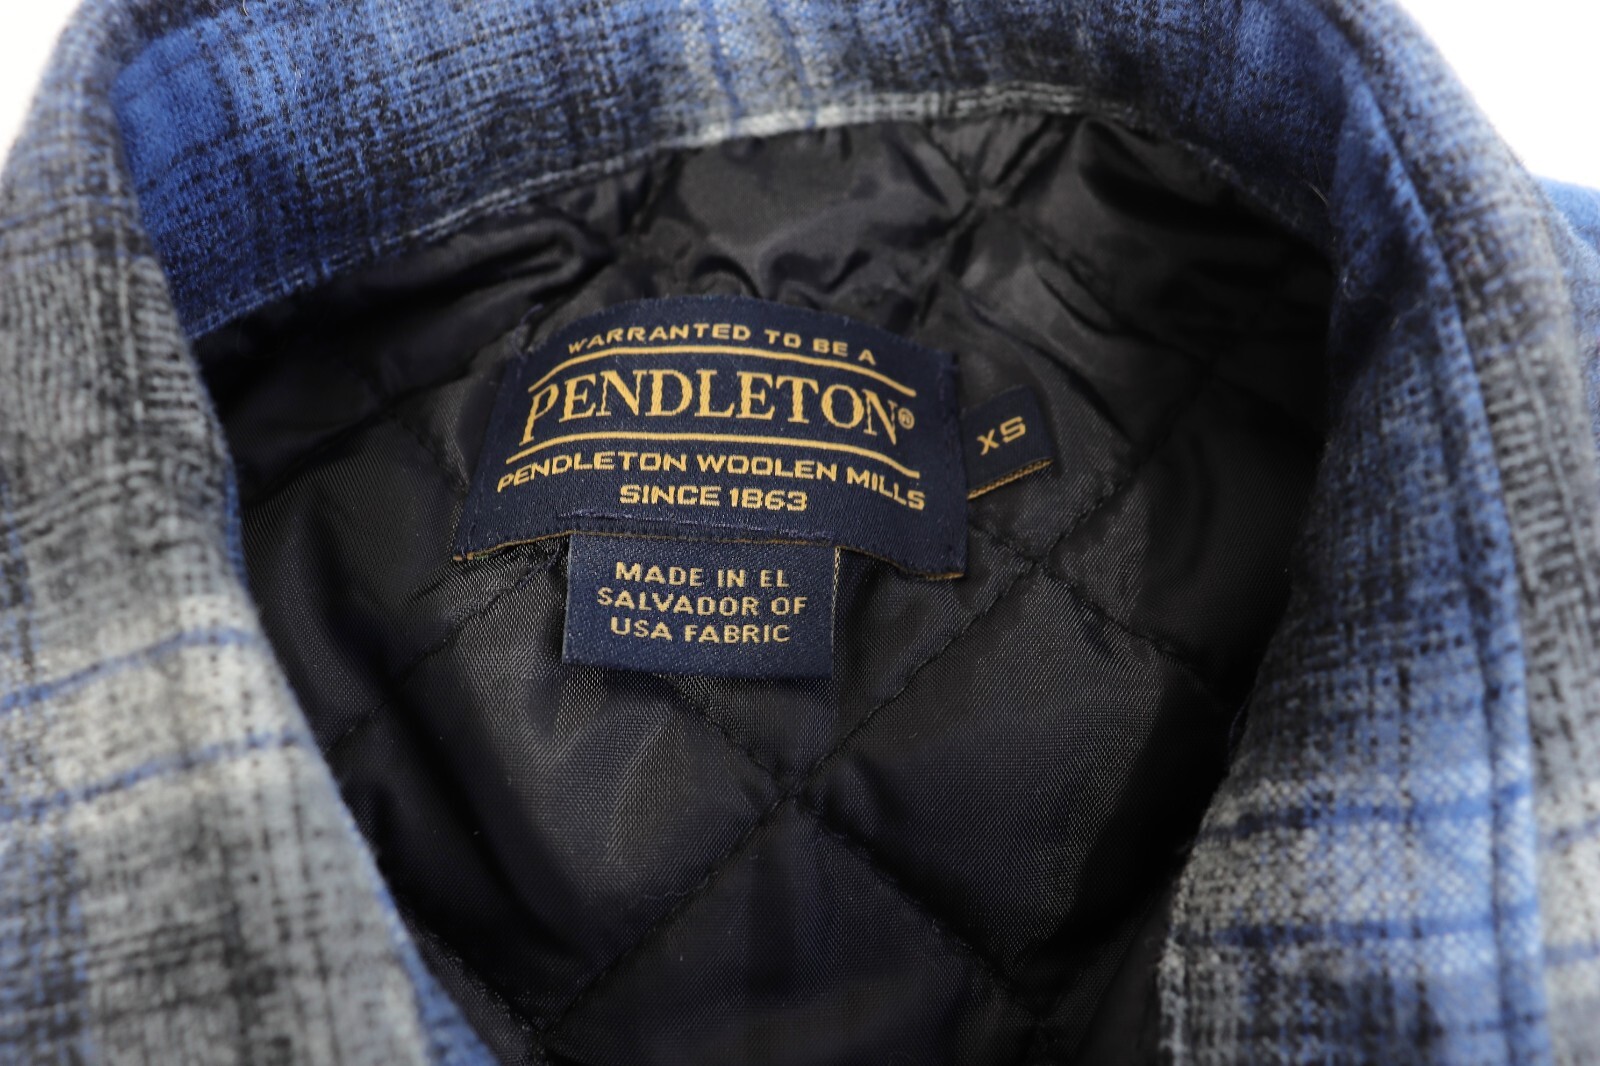 WARRANTED TO BE A
PENDLETON®
PENDLETON WOOLEN MILLS
SINCE 1863
XS
MADE IN EL
SALVADOR OF
USA FABRIC